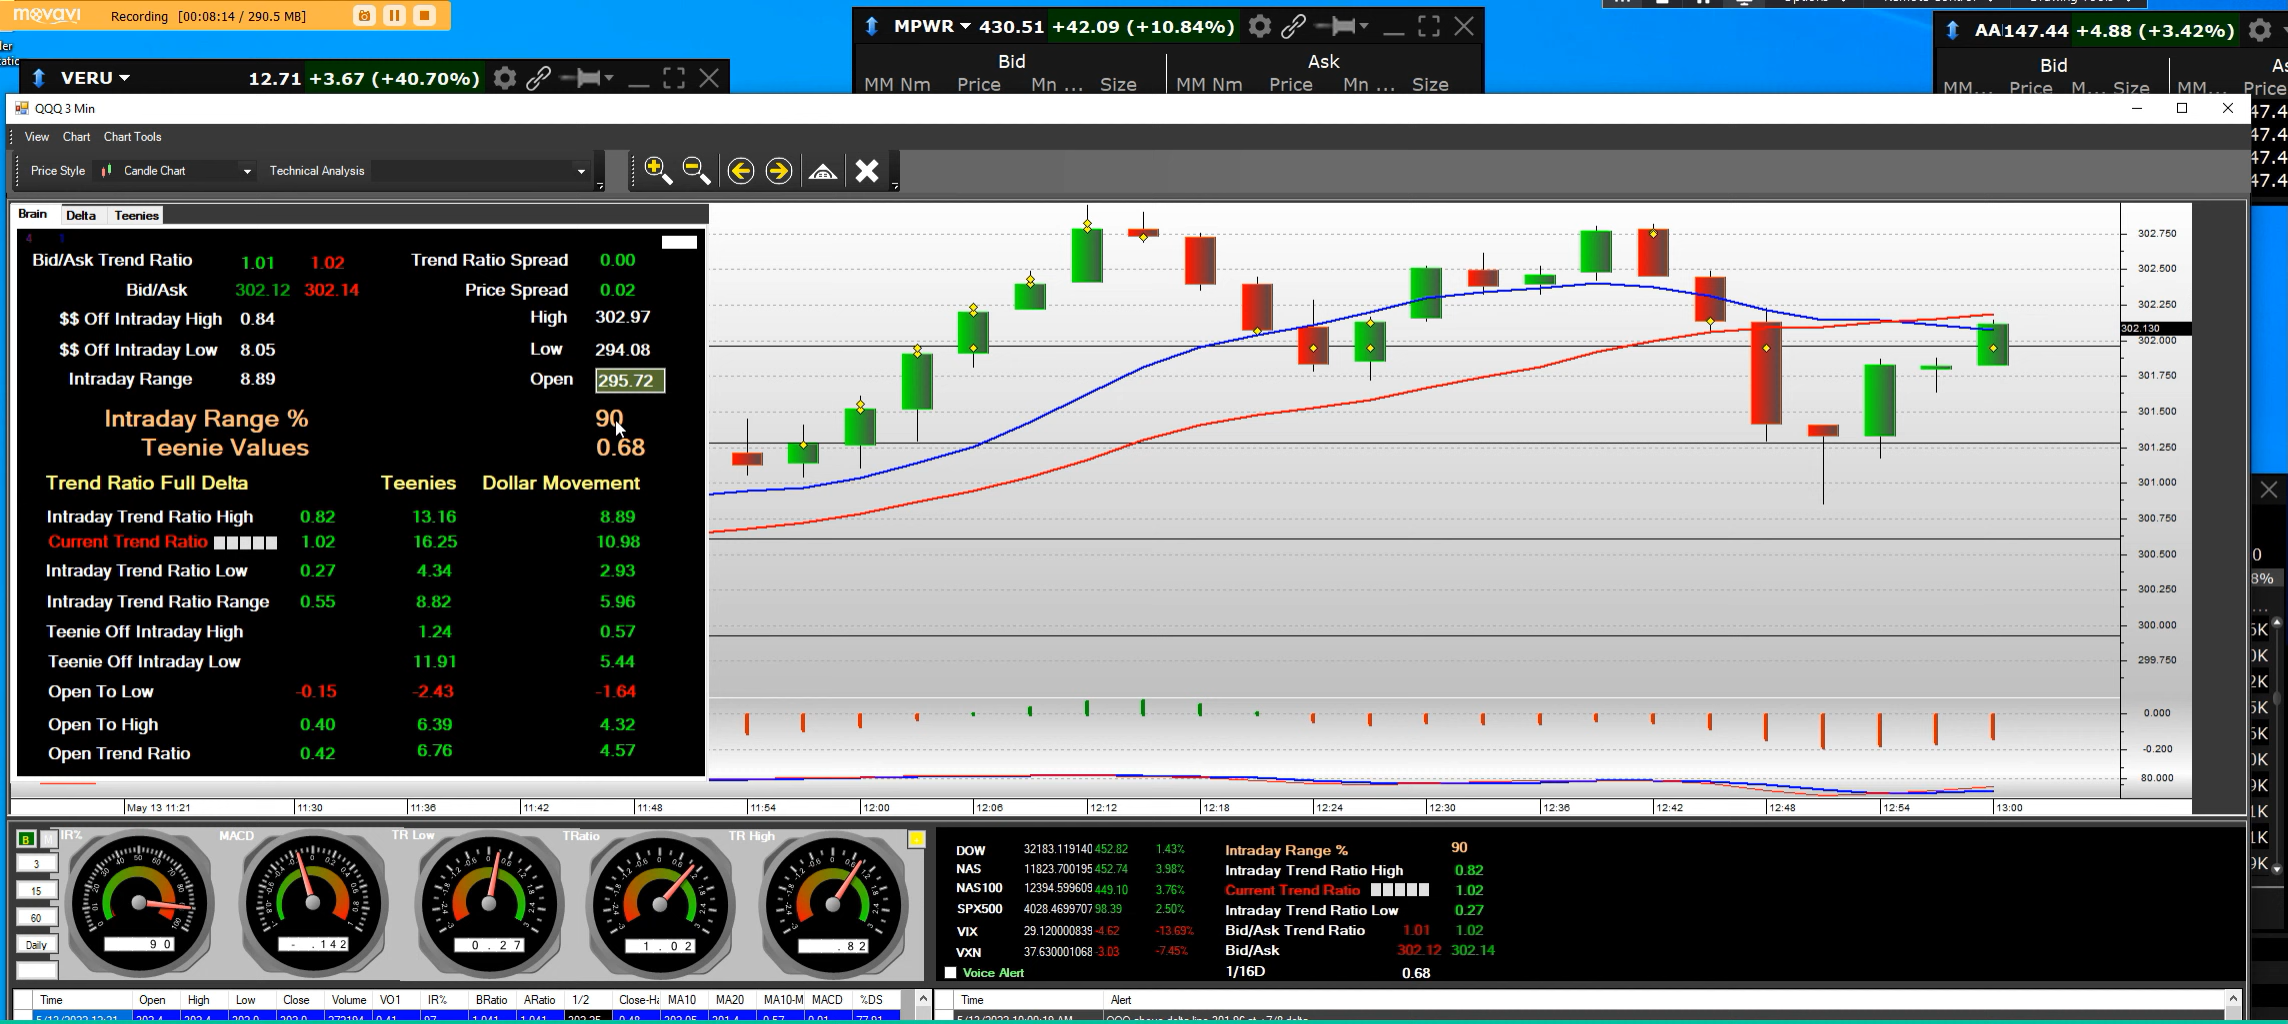 movavi Recording [00:08:14 / 290.5 MB]
VERU 12.71 +3.67 (+40.70%)
MPWR 430.51 +42.09 (+10.84%)
Bid Ask
MM Nm Price Mn ... Size MM Nm Price Mn ... Size
147.44 +4.88 (+3.42%)
Bid
MM... Price M... Size MM... Price
QQQ 3 Min
View Chart Chart Tools
Price Style Candle Chart Technical Analysis
Brain Delta Teenies
Bid/Ask Trend Ratio 1.01 1.02 Trend Ratio Spread 0.00
Bid/Ask 302.12 302.14 Price Spread 0.02
$$ Off Intraday High 0.84 High 302.97
$$ Off Intraday Low 8.05 Low 294.08
Intraday Range 8.89 Open 295.72
Intraday Range % 90
Teenie Values 0.68
Trend Ratio Full Delta Teenies Dollar Movement
Intraday Trend Ratio High 0.82 13.16 8.89
Current Trend Ratio 1.02 16.25 10.98
Intraday Trend Ratio Low 0.27 4.34 2.93
Intraday Trend Ratio Range 0.55 8.82 5.96
Teenie Off Intraday High 1.24 0.57
Teenie Off Intraday Low 11.91 5.44
Open To Low -0.15 -2.43 -1.64
Open To High 0.40 6.39 4.32
Open Trend Ratio 0.42 6.76 4.57
302.750
302.500
302.250
302.130
302.000
301.750
301.500
301.250
301.000
300.750
300.500
300.250
300.000
299.750
0.000
-0.200
80.000
May 13 11:21 11:30 11:36 11:42 11:48 11:54 12:00 12:06 12:12 12:18 12:24 12:30 12:36 12:42 12:48 12:54 13:00
B M IR% MACD TR Low TRatio TR High
3
15
60
Daily
90 - .142 0.27 1.02 .82
DOW 32183.119140 452.82 1.43%
NAS 11823.700195 452.74 3.98%
NAS100 12394.599609 449.10 3.76%
SPX500 4028.4699707 98.39 2.50%
VIX 29.120000839 -4.62 -13.69%
VXN 37.630001068 -3.03 -7.45%
Voice Alert
Intraday Range % 90
Intraday Trend Ratio High 0.82
Current Trend Ratio 1.02
Intraday Trend Ratio Low 0.27
Bid/Ask Trend Ratio 1.01 1.02
Bid/Ask 302.12 302.14
1/16D 0.68
Time Open High Low Close Volume VO1 IR% BRatio ARatio 1/2 Close-Ha MA10 MA20 MA10-M MACD %DS
Time Alert